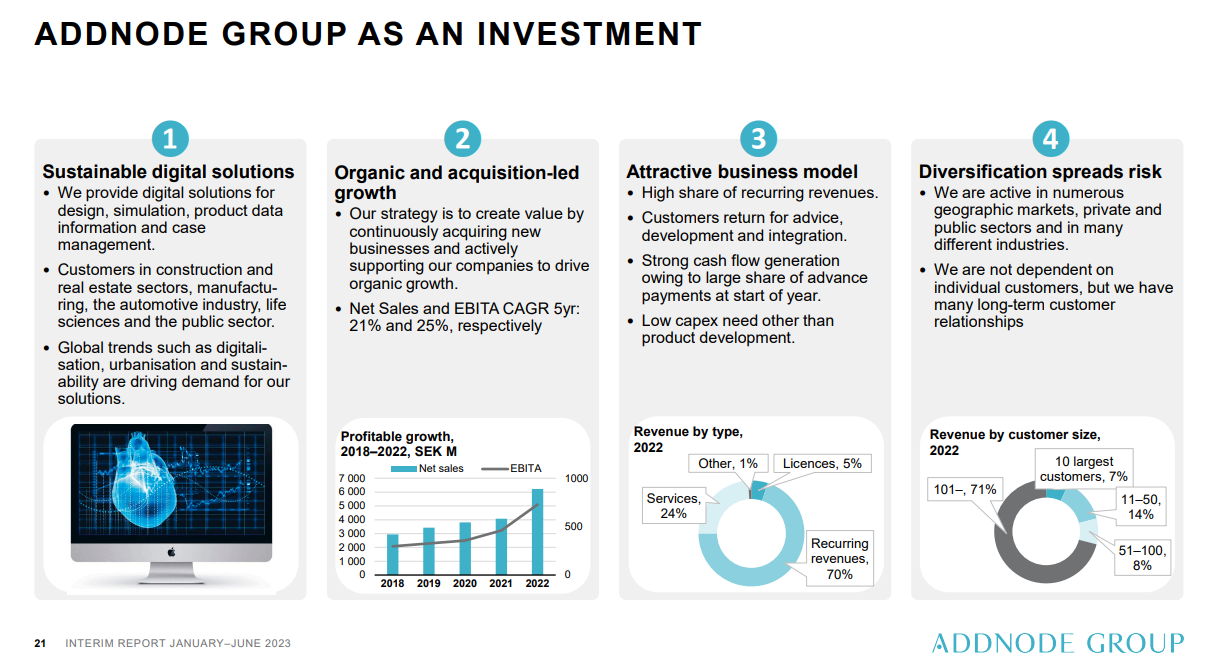 ADDNODE GROUP AS AN INVESTMENT
1
Sustainable digital solutions
• We provide digital solutions for
design, simulation, product data
information and case
management.
• Customers in construction and
real estate sectors, manufactu-
ring, the automotive industry, life
sciences and the public sector.
• Global trends such as digitali-
sation, urbanisation and sustain-
ability are driving demand for our
solutions.
2
Organic and acquisition-led
growth
• Our strategy is to create value by
continuously acquiring new
businesses and actively
supporting our companies to drive
organic growth.
• Net Sales and EBITA CAGR 5yr:
21% and 25%, respectively
Profitable growth,
2018–2022, SEK M
Net sales
EBITA
7 000
6 000
5 000
4 000
3 000
2 000
1 000
0
1000
500
0
2018 2019 2020 2021 2022
3
Attractive business model
• High share of recurring revenues.
• Customers return for advice,
development and integration.
• Strong cash flow generation
owing to large share of advance
payments at start of year.
• Low capex need other than
product development.
Revenue by type,
2022
Other, 1%
Licences, 5%
Services,
24%
Recurring
revenues,
70%
4
Diversification spreads risk
• We are active in numerous
geographic markets, private and
public sectors and in many
different industries.
• We are not dependent on
individual customers, but we have
many long-term customer
relationships
Revenue by customer size,
2022
10 largest
customers, 7%
101–, 71%
11–50,
14%
51–100,
8%
21 INTERIM REPORT JANUARY–JUNE 2023
ADDNODE GROUP